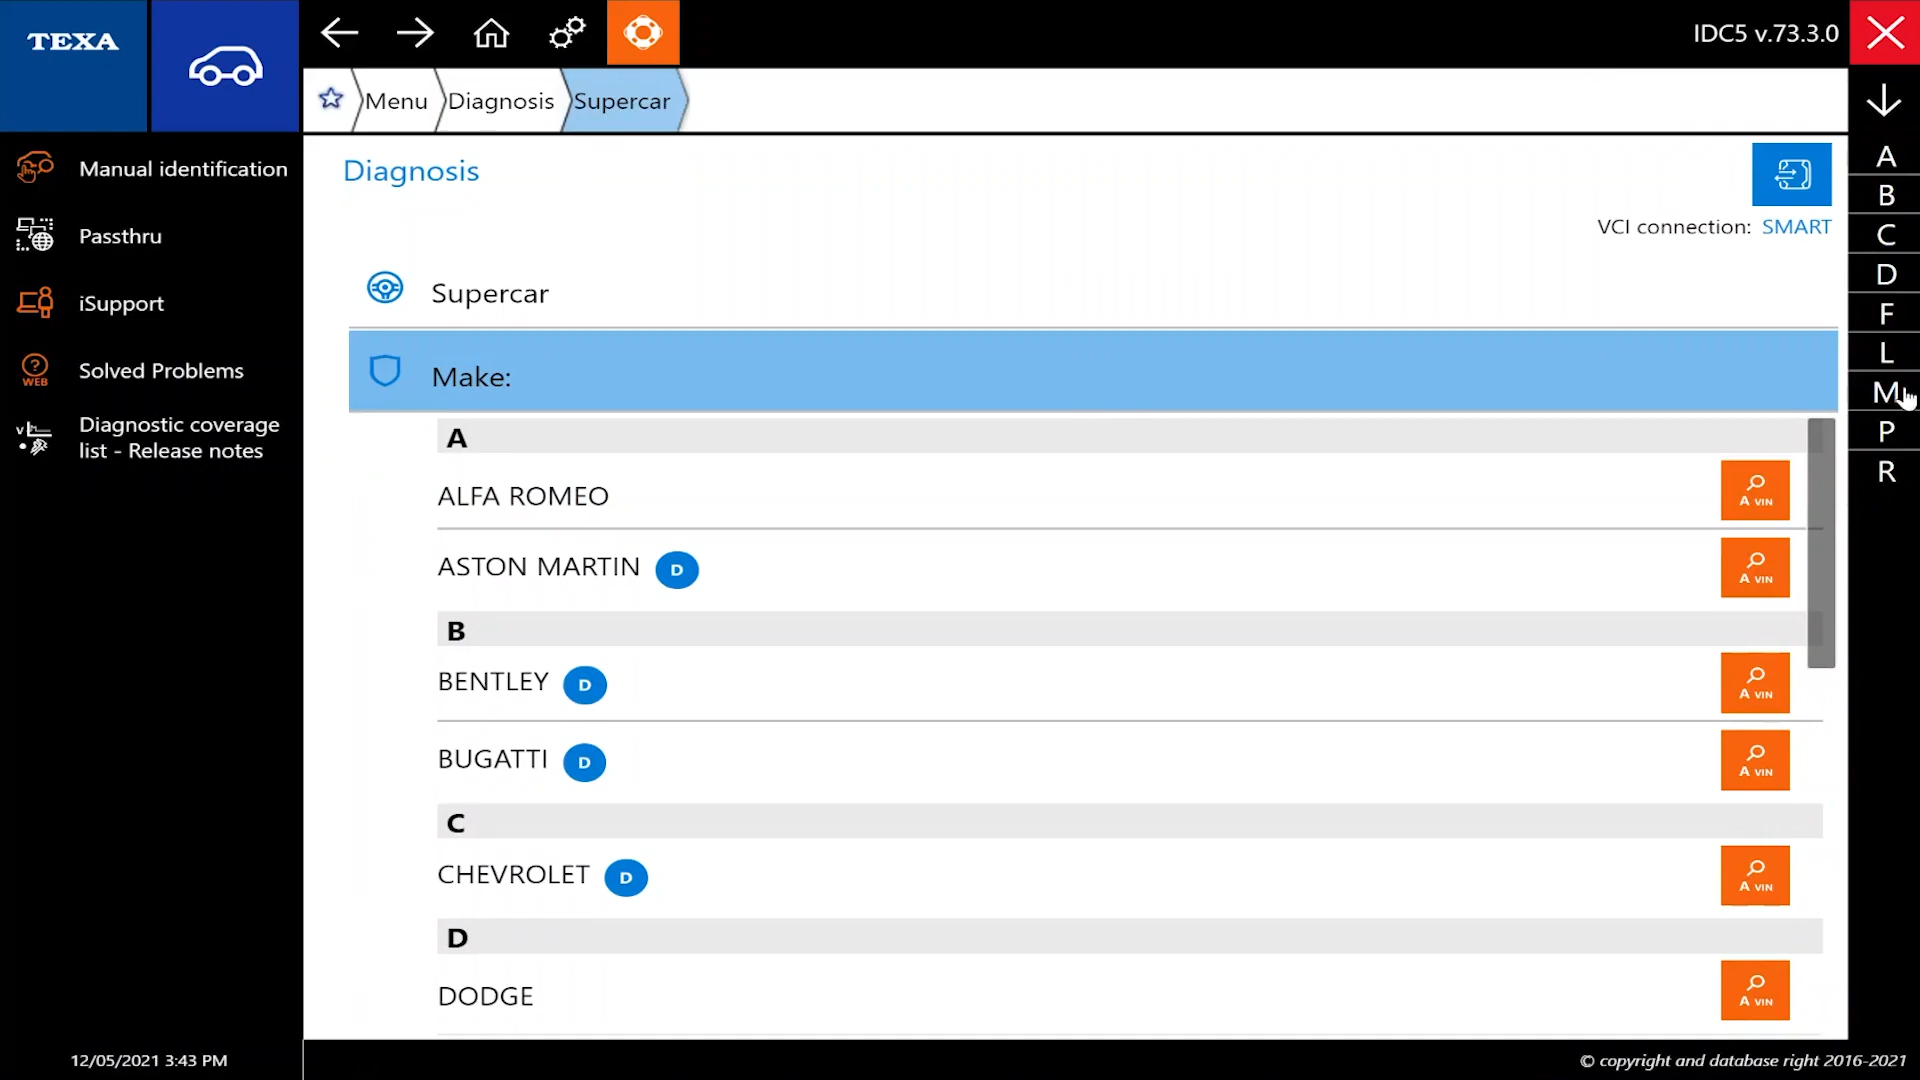 TEXA
IDC5 v.73.3.0
Menu
Diagnosis
Supercar
Manual identification
Passthru
iSupport
WEB
Solved Problems
V
Diagnostic coverage
list - Release notes
12/05/2021 3:43 PM
Diagnosis
VCI connection: SMART
Supercar
Make:
A
ALFA ROMEO
A VIN
ASTON MARTIN D
A VIN
B
BENTLEY D
A VIN
BUGATTI D
A VIN
C
CHEVROLET D
A VIN
D
DODGE
A VIN
A
B
C
D
F
L
M
P
R
© copyright and database right 2016-2021